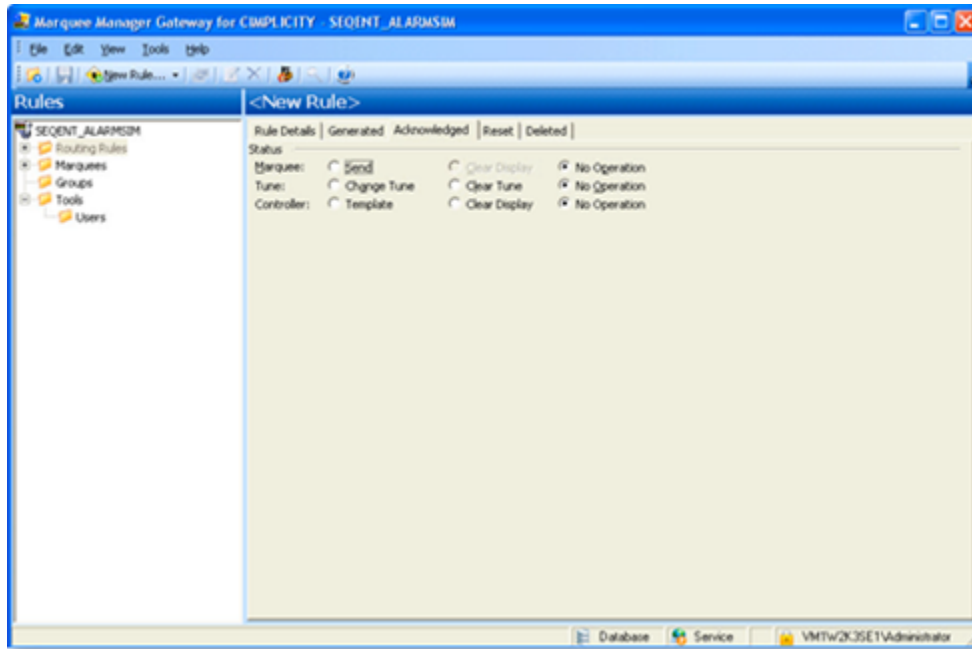 Marquee Manager Gateway for CIMPLICITY - SEQENT_ALARMSIM
File Edit View Tools Help
New Rule...
Rules
<New Rule>
SEQENT_ALARMSIM
Routing Rules
Marquees
Groups
Tools
Users
Rule Details Generated Acknowledged Reset Deleted
Status
Marquee: Send Clear Display No Operation
Tune: Change Tune Clear Tune No Operation
Controller: Template Clear Display No Operation
Database Service VMTW2K3SE1\Administrator